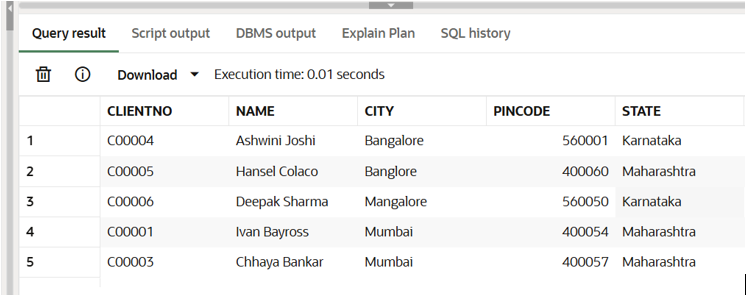 Query result Script output DBMS output Explain Plan SQL history
Download Execution time: 0.01 seconds
CLIENTNO NAME CITY PINCODE STATE
1 C00004 Ashwini Joshi Bangalore 560001 Karnataka
2 C00005 Hansel Colaco Banglore 400060 Maharashtra
3 C00006 Deepak Sharma Mangalore 560050 Karnataka
4 C00001 Ivan Bayross Mumbai 400054 Maharashtra
5 C00003 Chhaya Bankar Mumbai 400057 Maharashtra